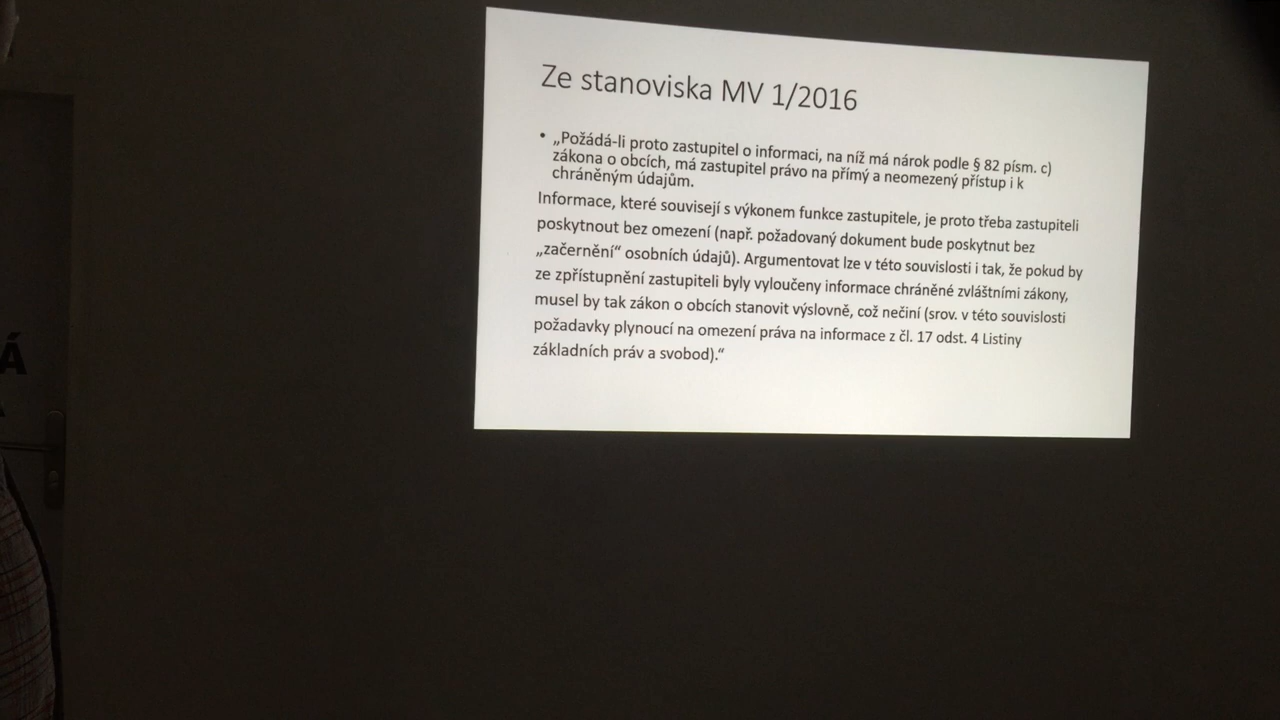 Ze stanoviska MV 1/2016
• „Požádá-li proto zastupitel o informaci, na níž má nárok podle § 82 písm. c)
zákona o obcích, má zastupitel právo na přímý a neomezený přístup i k
chráněným údajům.
Informace, které souvisejí s výkonem funkce zastupitele, je proto třeba zastupiteli
poskytnout bez omezení (např. požadovaný dokument bude poskytnut bez
„začernění“ osobních údajů). Argumentovat lze v této souvislosti i tak, že pokud by
ze zpřístupnění zastupiteli byly vyloučeny informace chráněné zvláštními zákony,
musel by tak zákon o obcích stanovit výslovně, což nečiní (srov. v této souvislosti
požadavky plynoucí na omezení práva na informace z čl. 17 odst. 4 Listiny
základních práv a svobod).“
Á